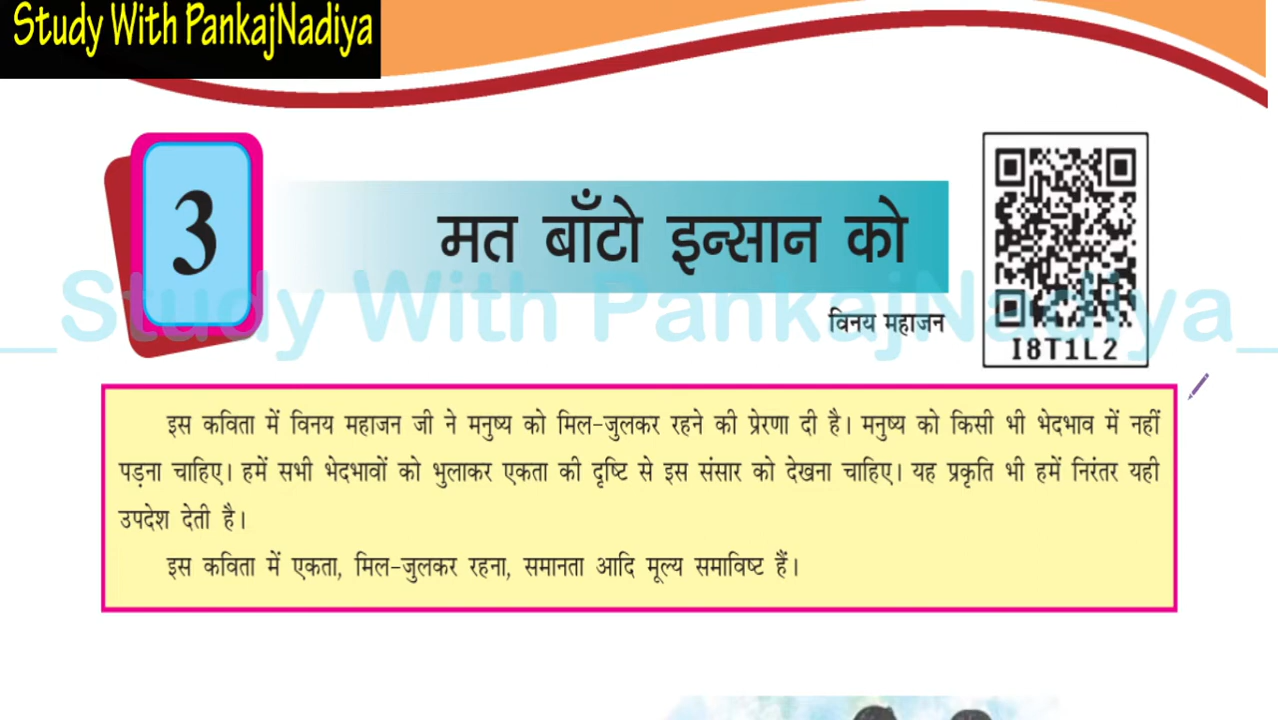 Study With PankajNadiya
3
मत बाँटो इन्सान को
_Study With PankajNadiya_
विनय महाजन
I8T1L2
इस कविता में विनय महाजन जी ने मनुष्य को मिल-जुलकर रहने की प्रेरणा दी है। मनुष्य को किसी भी भेदभाव में नहीं
पड़ना चाहिए। हमें सभी भेदभावों को भुलाकर एकता की दृष्टि से इस संसार को देखना चाहिए। यह प्रकृति भी हमें निरंतर यही
उपदेश देती है।
इस कविता में एकता, मिल-जुलकर रहना, समानता आदि मूल्य समाविष्ट हैं।